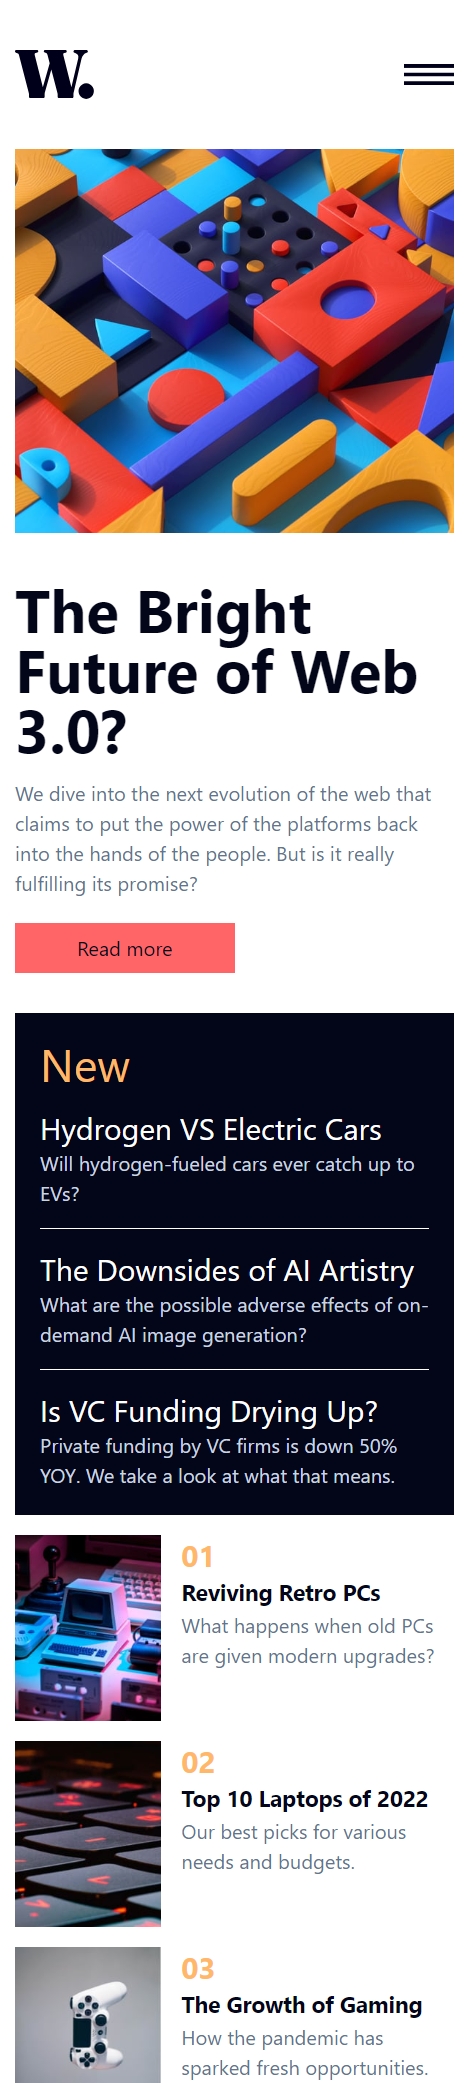 W.
The Bright
Future of Web
3.0?
We dive into the next evolution of the web that
claims to put the power of the platforms back
into the hands of the people. But is it really
fulfilling its promise?
Read more
New
Hydrogen VS Electric Cars
Will hydrogen-fueled cars ever catch up to
EVs?
The Downsides of AI Artistry
What are the possible adverse effects of on-
demand AI image generation?
Is VC Funding Drying Up?
Private funding by VC firms is down 50%
YOY. We take a look at what that means.
01
Reviving Retro PCs
What happens when old PCs
are given modern upgrades?
02
Top 10 Laptops of 2022
Our best picks for various
needs and budgets.
03
The Growth of Gaming
How the pandemic has
sparked fresh opportunities.